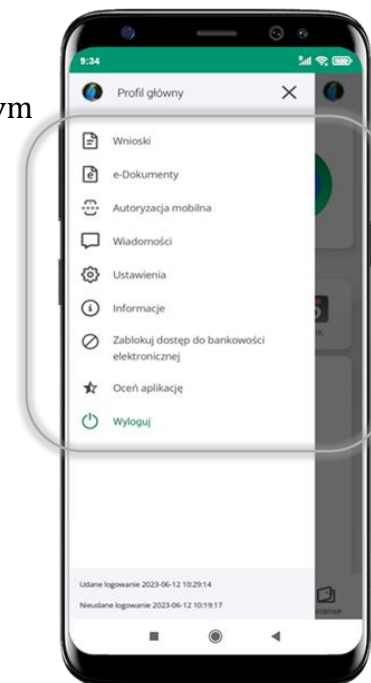 9:34
Profil główny
ym
Wnioski
e-Dokumenty
Autoryzacja mobilna
Wiadomości
Ustawienia
Informacje
Zablokuj dostęp do bankowości
elektronicznej
Oceń aplikację
Wyloguj
Udane logowanie 2023-06-12 10:29:14
Nieudane logowanie 2023-06-12 10:19:17